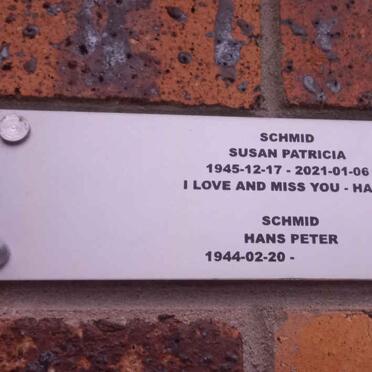 SCHMID
SUSAN PATRICIA
1945-12-17 - 2021-01-06
I LOVE AND MISS YOU -
SCHMID
HANS PETER
1944-02-20 -